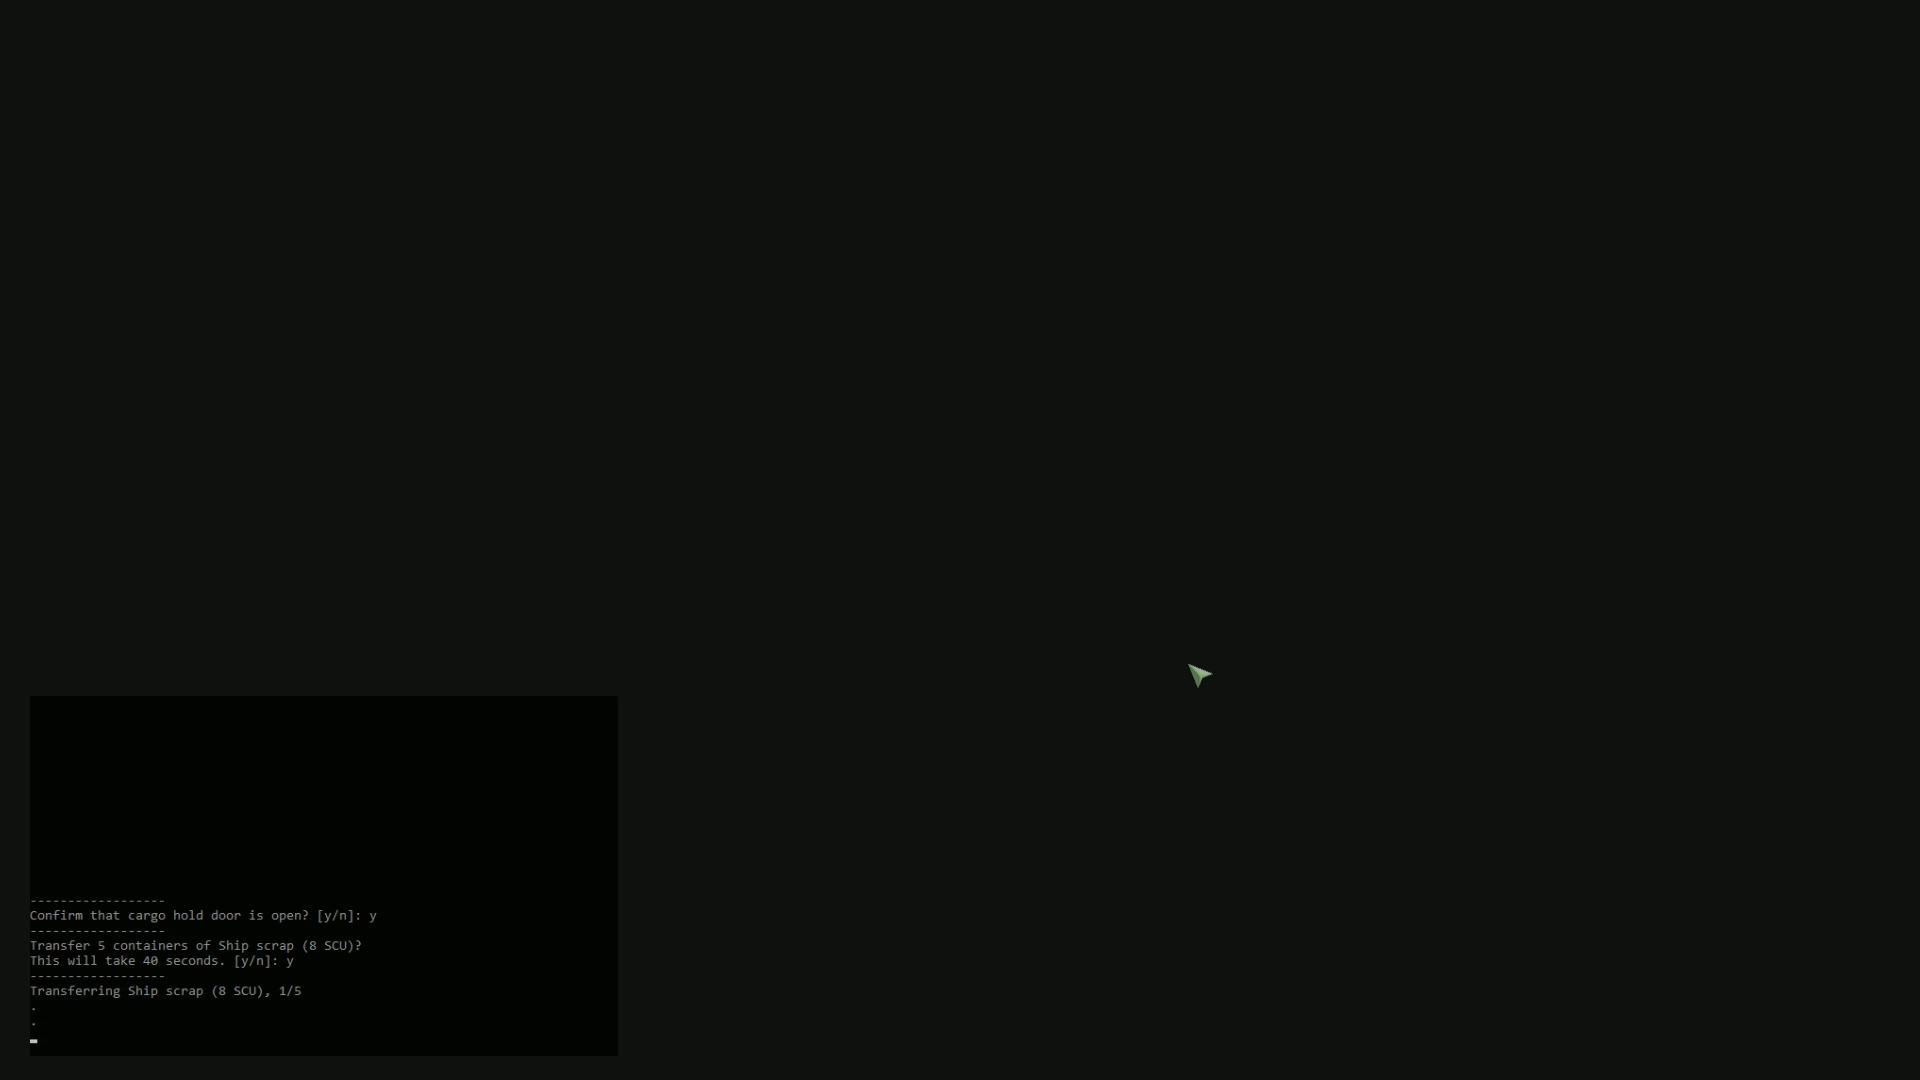 ------------------
Confirm that cargo hold door is open? [y/n]: y
------------------
Transfer 5 containers of Ship scrap (8 SCU)?
This will take 40 seconds. [y/n]: y
------------------
Transferring Ship scrap (8 SCU), 1/5
.
.